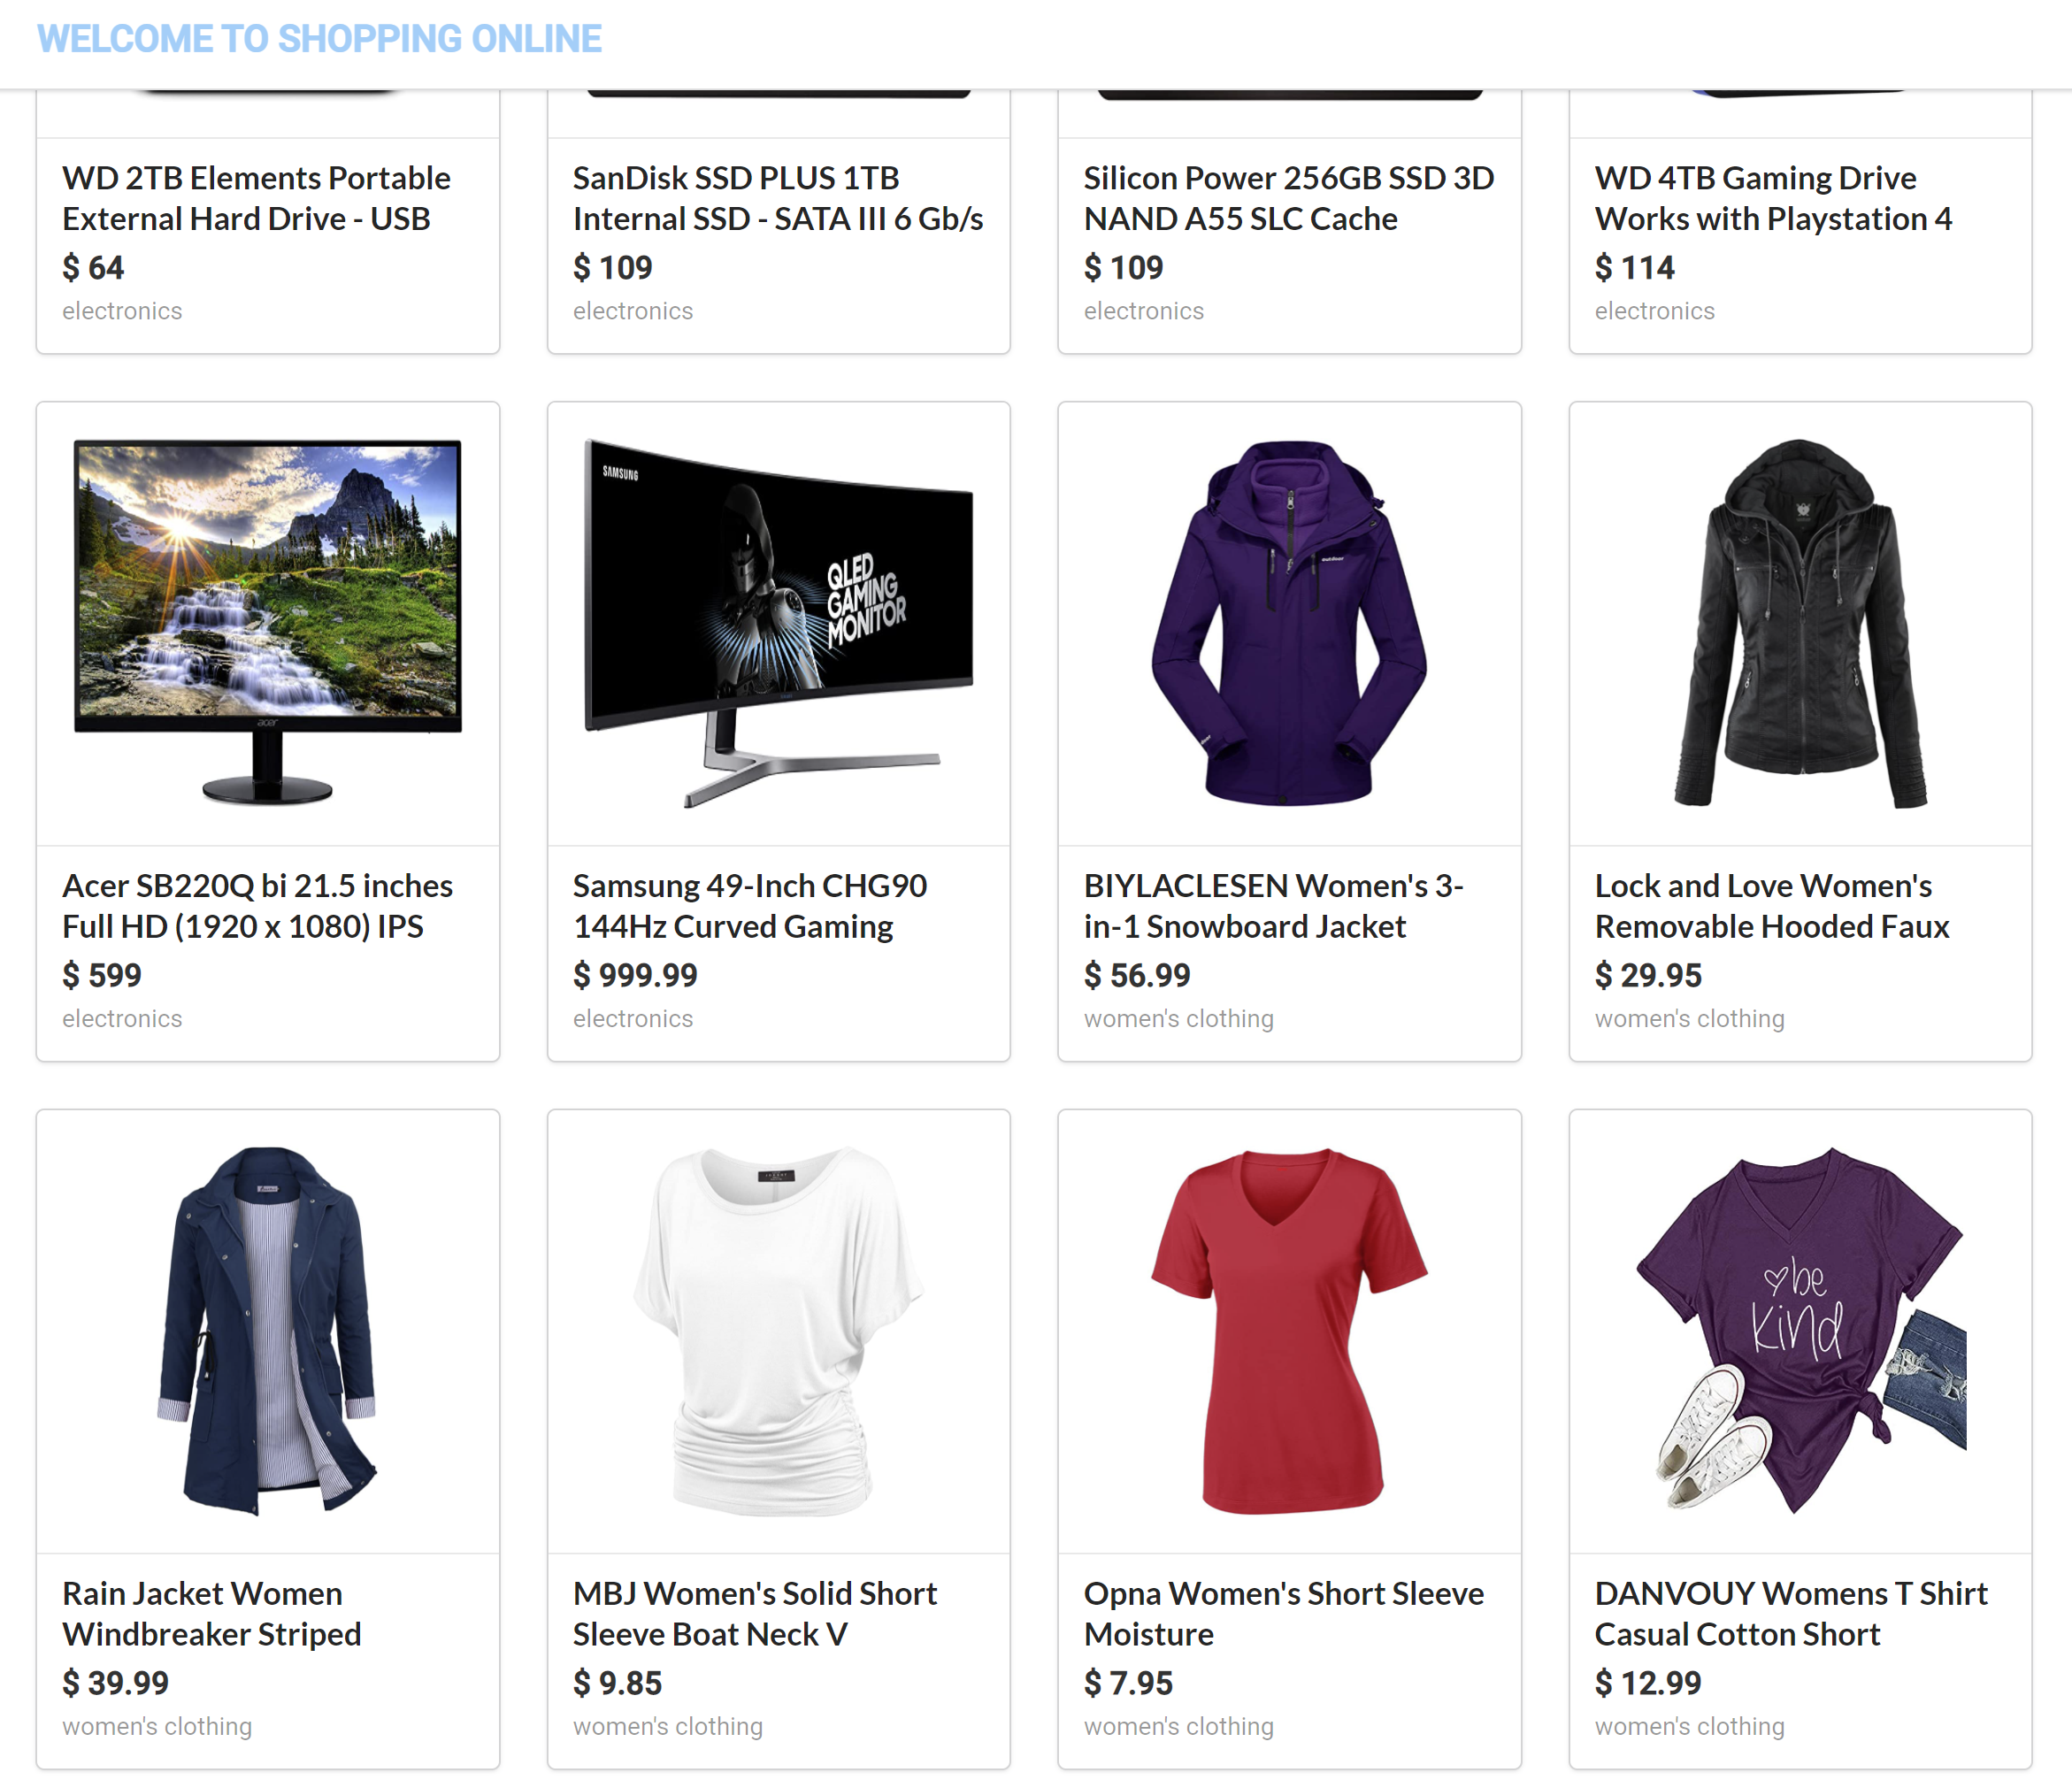 WELCOME TO SHOPPING ONLINE
WD 2TB Elements Portable
External Hard Drive - USB
$ 64
electronics
SanDisk SSD PLUS 1TB
Internal SSD - SATA III 6 Gb/s
$ 109
electronics
Silicon Power 256GB SSD 3D
NAND A55 SLC Cache
$ 109
electronics
WD 4TB Gaming Drive
Works with Playstation 4
$ 114
electronics
acer
Acer SB220Q bi 21.5 inches
Full HD (1920 x 1080) IPS
$ 599
electronics
SAMSUNG
QLED
GAMING
MONITOR
Samsung 49-Inch CHG90
144Hz Curved Gaming
$ 999.99
electronics
outdoor
BIYLACLESEN Women's 3-
in-1 Snowboard Jacket
$ 56.99
women's clothing
Lock and Love Women's
Removable Hooded Faux
$ 29.95
women's clothing
Rain Jacket Women
Windbreaker Striped
$ 39.99
women's clothing
MBJ Women's Solid Short
Sleeve Boat Neck V
$ 9.85
women's clothing
Opna Women's Short Sleeve
Moisture
$ 7.95
women's clothing
be
kind
DANVOUY Womens T Shirt
Casual Cotton Short
$ 12.99
women's clothing